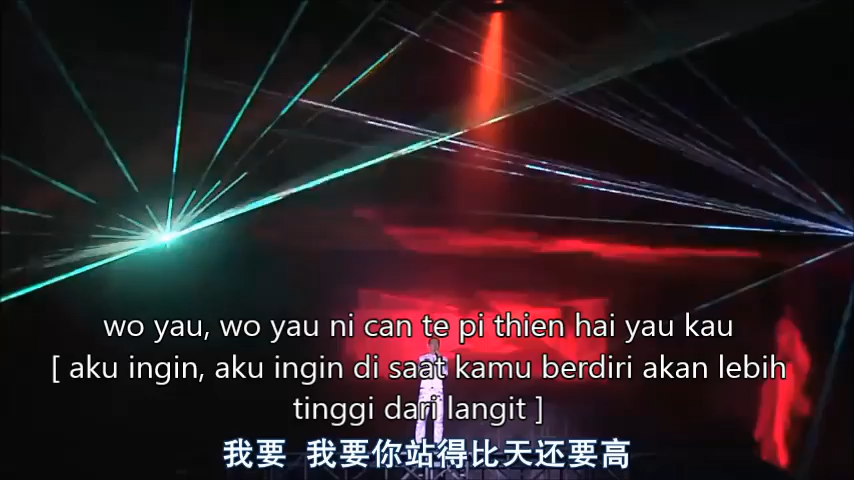 wo yau, wo yau ni can te pi thien hai yau kau
[ aku ingin, aku ingin di saat kamu berdiri akan lebih
tinggi dari langit ]
我要 我要你站得比天还要高